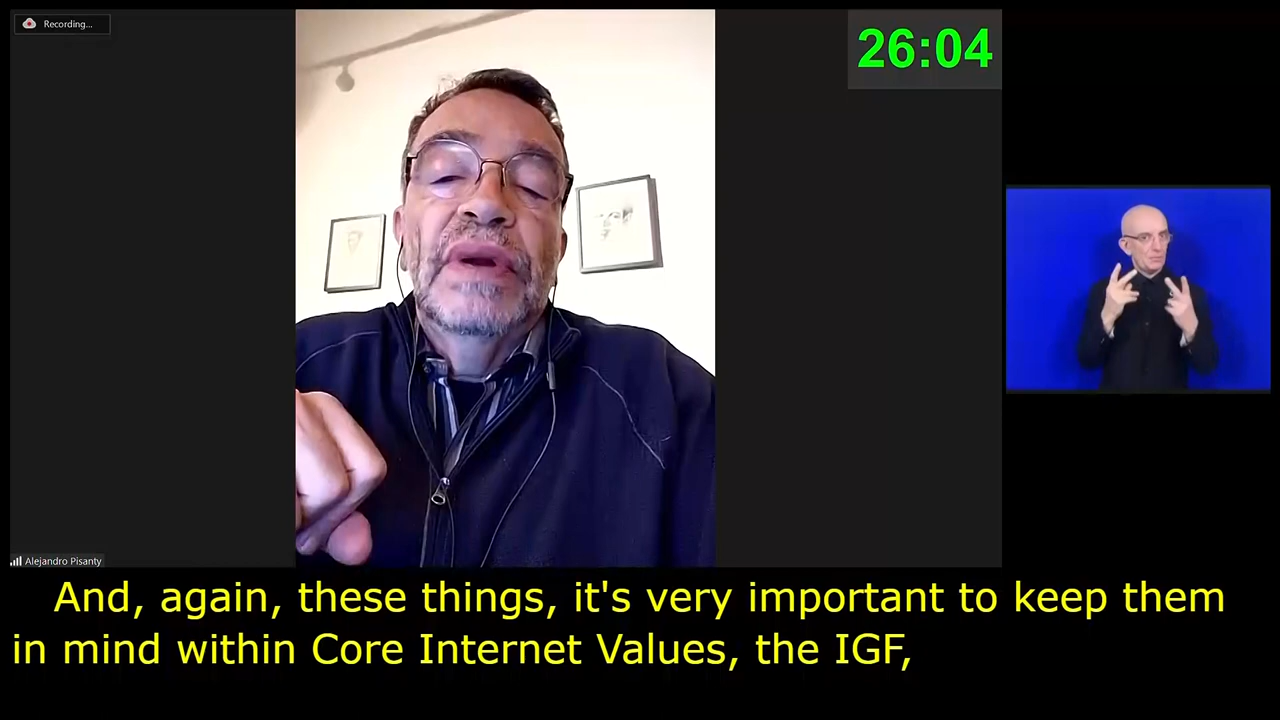 Recording...
26:04
Alejandro Pisanty
And, again, these things, it's very important to keep them
in mind within Core Internet Values, the IGF,